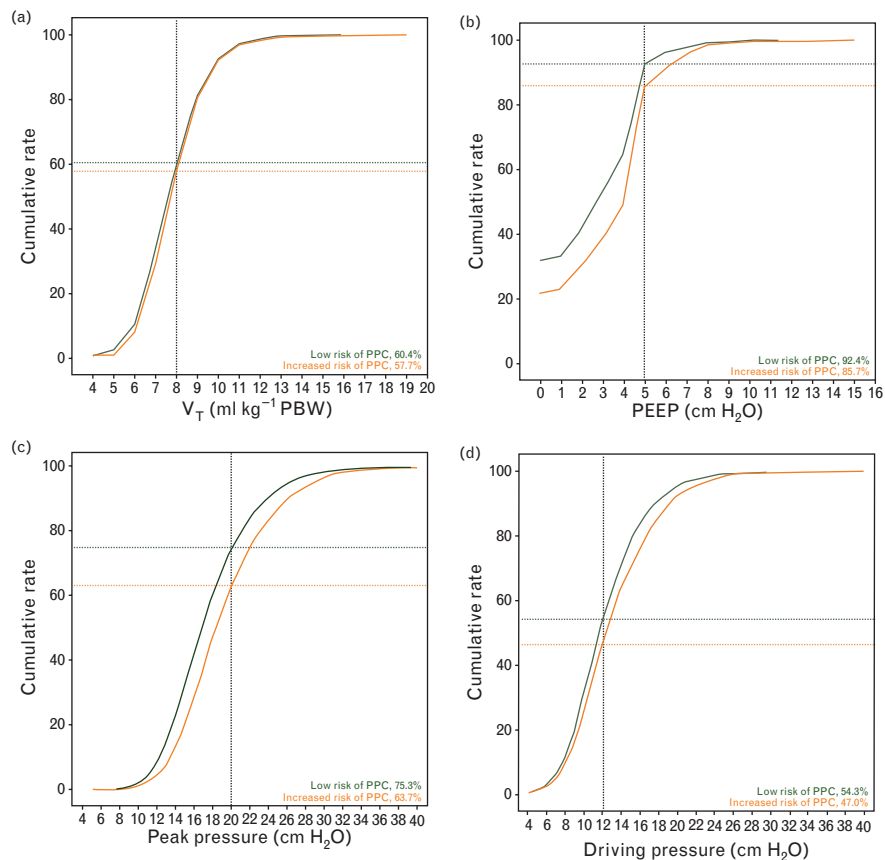 (a)
100
80
60
40
20
0
Cumulative rate
Low risk of PPC, 60.4%
Increased risk of PPC, 57.7%
4 5 6 7 8 9 10 11 12 13 14 15 16 17 18 19 20
V_T (ml kg⁻¹ PBW)
(b)
100
80
60
40
20
0
Cumulative rate
Low risk of PPC, 92.4%
Increased risk of PPC, 85.7%
0 1 2 3 4 5 6 7 8 9 10 11 12 13 14 15 16
PEEP (cm H₂O)
(c)
100
80
60
40
20
0
Cumulative rate
Low risk of PPC, 75.3%
Increased risk of PPC, 63.7%
4 6 8 10 12 14 16 18 20 22 24 26 28 30 32 34 36 38 40
Peak pressure (cm H₂O)
(d)
100
80
60
40
20
0
Cumulative rate
Low risk of PPC, 54.3%
Increased risk of PPC, 47.0%
4 6 8 10 12 14 16 18 20 22 24 26 28 30 32 34 36 38 40
Driving pressure (cm H₂O)